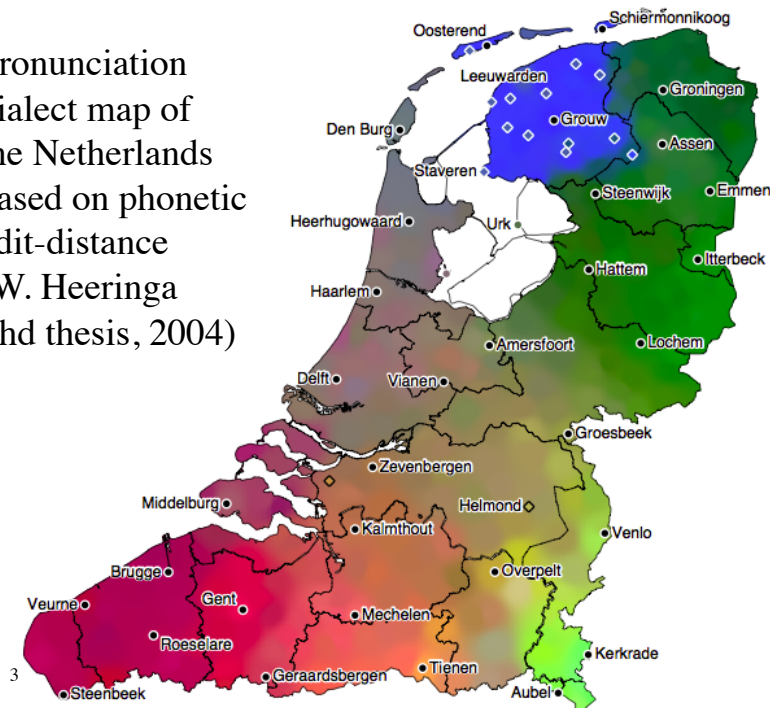 ronunciation
ialect map of
ne Netherlands
ased on phonetic
dit-distance
W. Heeringa
hd thesis, 2004)
Schiermonnikoog
Oosterend
Leeuwarden
Groningen
Grouw
Den Burg
Assen
Staveren
Steenwijk
Emmen
Heerhugowaard
Urk
Itterbeck
Hattem
Haarlem
Amersfoort
Lochem
Delft
Vianen
Groesbeek
Zevenbergen
Middelburg
Helmond
Kalmthout
Venlo
Brugge
Overpelt
Veurne
Gent
Mechelen
Roeselare
Kerkrade
3
Geraardsbergen
Tienen
Steenbeek
Aubel